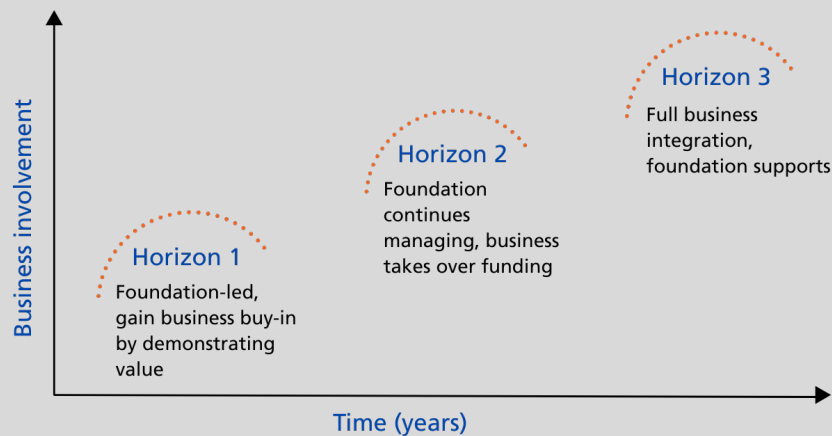 Business involvement
Horizon 1
Foundation-led,
gain business buy-in
by demonstrating
value
Horizon 2
Foundation
continues
managing, business
takes over funding
Horizon 3
Full business
integration,
foundation supports
Time (years)